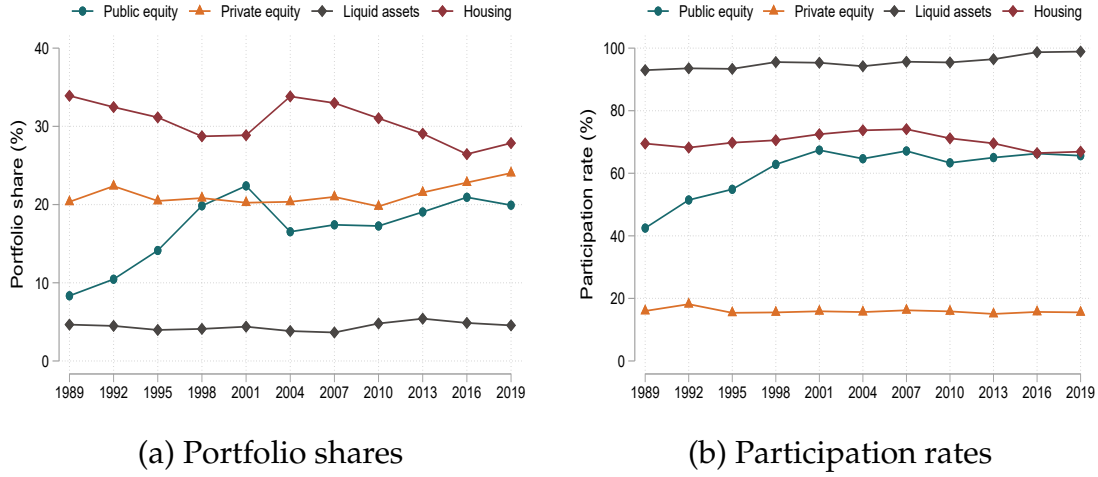 Public equity Private equity Liquid assets Housing
Portfolio share (%)
40
30
20
10
0
1989 1992 1995 1998 2001 2004 2007 2010 2013 2016 2019
(a) Portfolio shares
Public equity Private equity Liquid assets Housing
Participation rate (%)
100
80
60
40
20
0
1989 1992 1995 1998 2001 2004 2007 2010 2013 2016 2019
(b) Participation rates